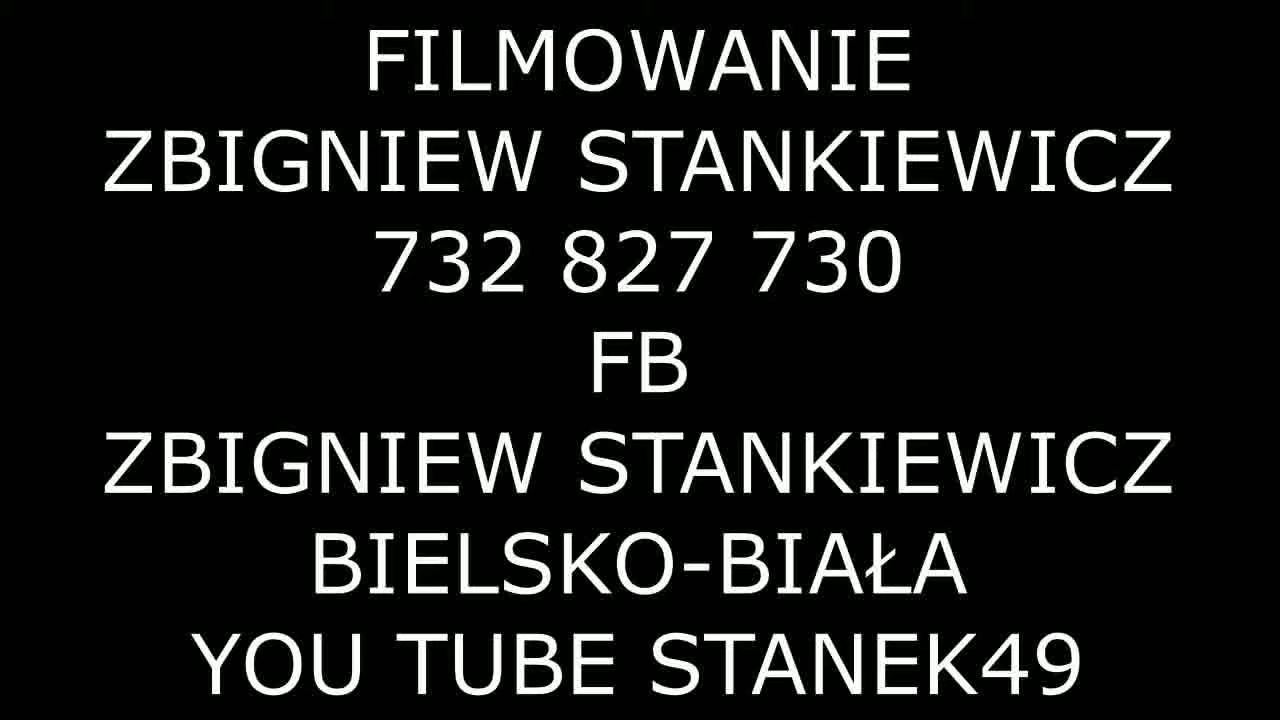 FILMOWANIE
ZBIGNIEW STANKIEWICZ
732 827 730
FB
ZBIGNIEW STANKIEWICZ
BIELSKO-BIAŁA
YOU TUBE STANEK49